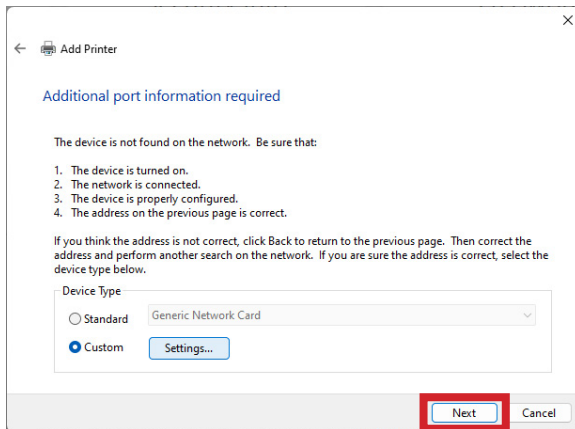 Add Printer
Additional port information required
The device is not found on the network.  Be sure that:
1.  The device is turned on.
2.  The network is connected.
3.  The device is properly configured.
4.  The address on the previous page is correct.
If you think the address is not correct, click Back to return to the previous page.  Then correct the
address and perform another search on the network.  If you are sure the address is correct, select the
device type below.
Device Type
Standard
Generic Network Card
Custom
Settings...
Next
Cancel